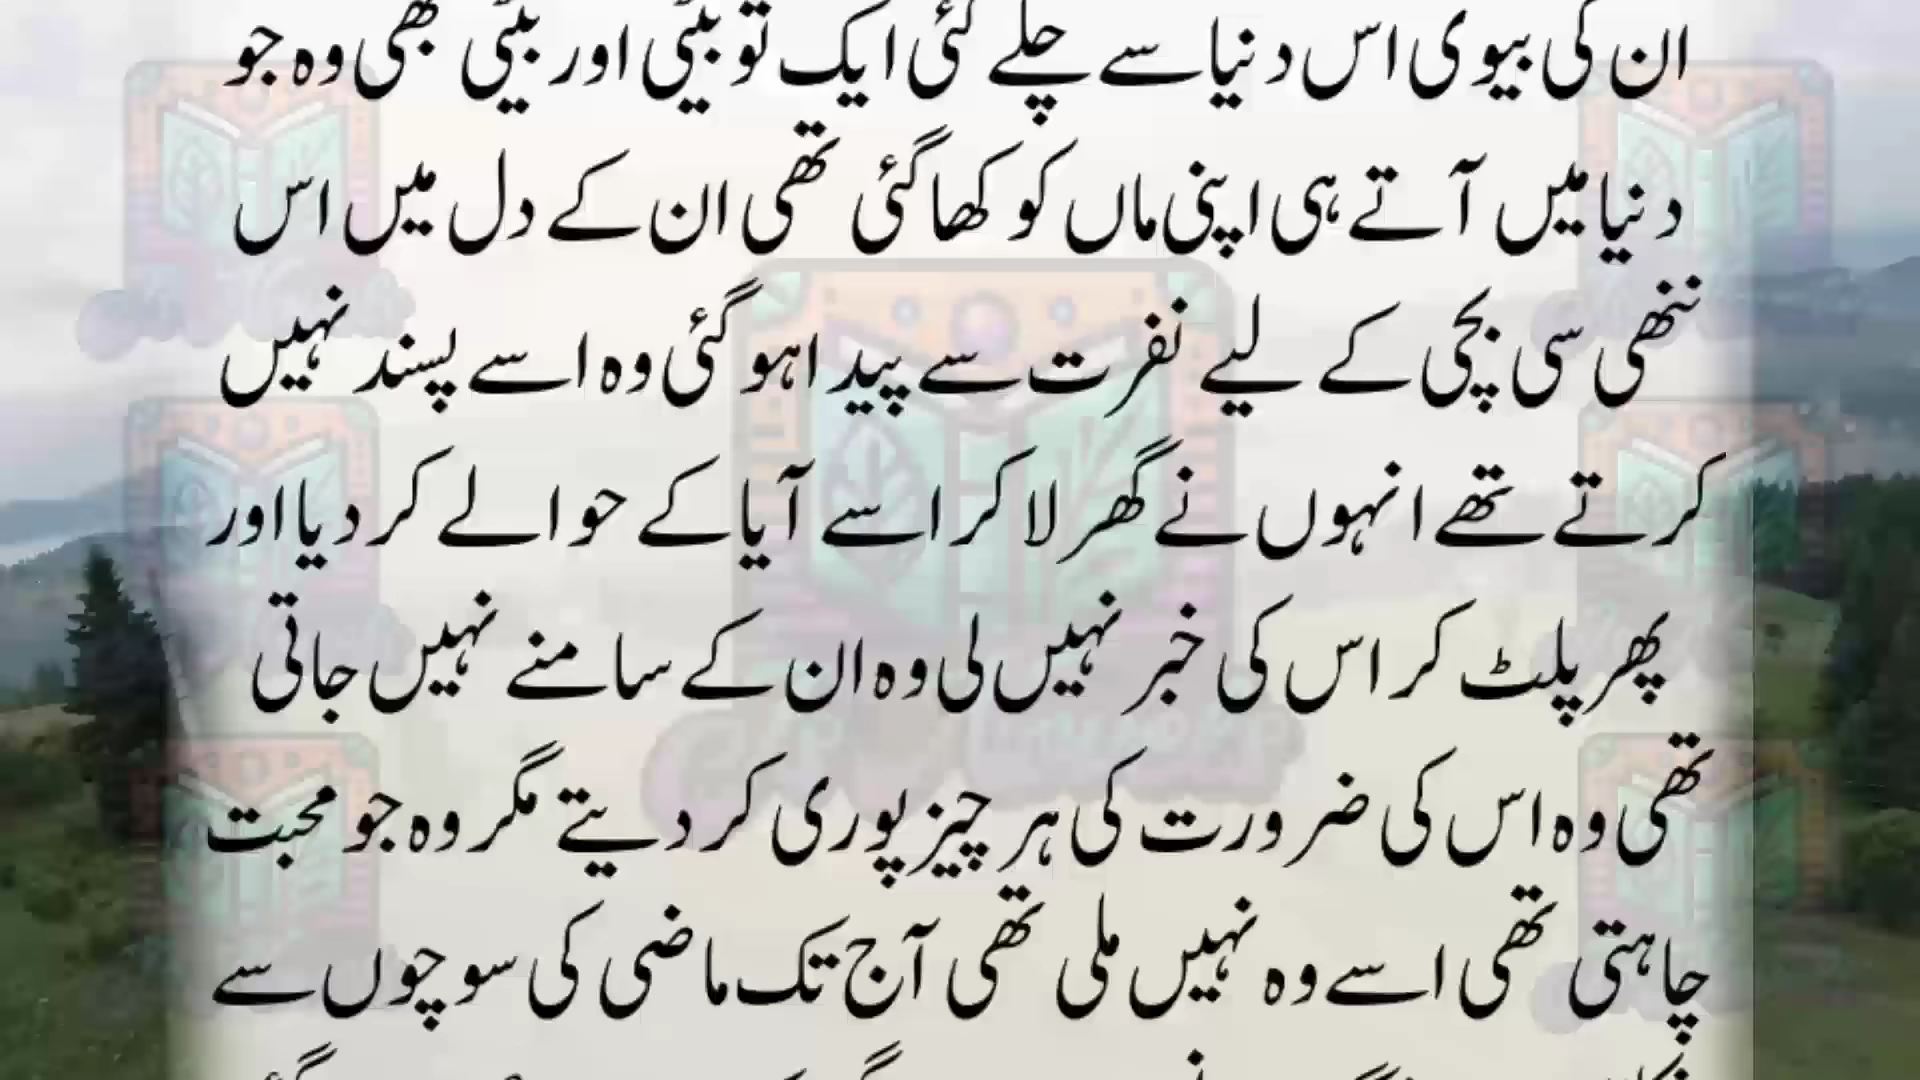 ان کی بیوی اس دنیا سے چلے گئی ایک تو بیٹی اور بیٹی بھی وہ جو
دنیا میں آتے ہی اپنی ماں کو کھا گئی تھی ان کے دل میں اس
ننھی سی بچی کے لیے نفرت سے پیدا ہو گئی وہ اسے پسند نہیں
کرتے تھے انہوں نے گھر لا کر اسے آیا کے حوالے کر دیا اور
پھر پلٹ کر اس کی خبر نہیں لی وہ ان کے سامنے نہیں جاتی
تھی وہ اس کی ضرورت کی ہر چیز پوری کر دیتے مگر وہ جو محبت
چاہتی تھی اسے وہ نہیں ملی تھی آج تک ماضی کی سوچوں سے